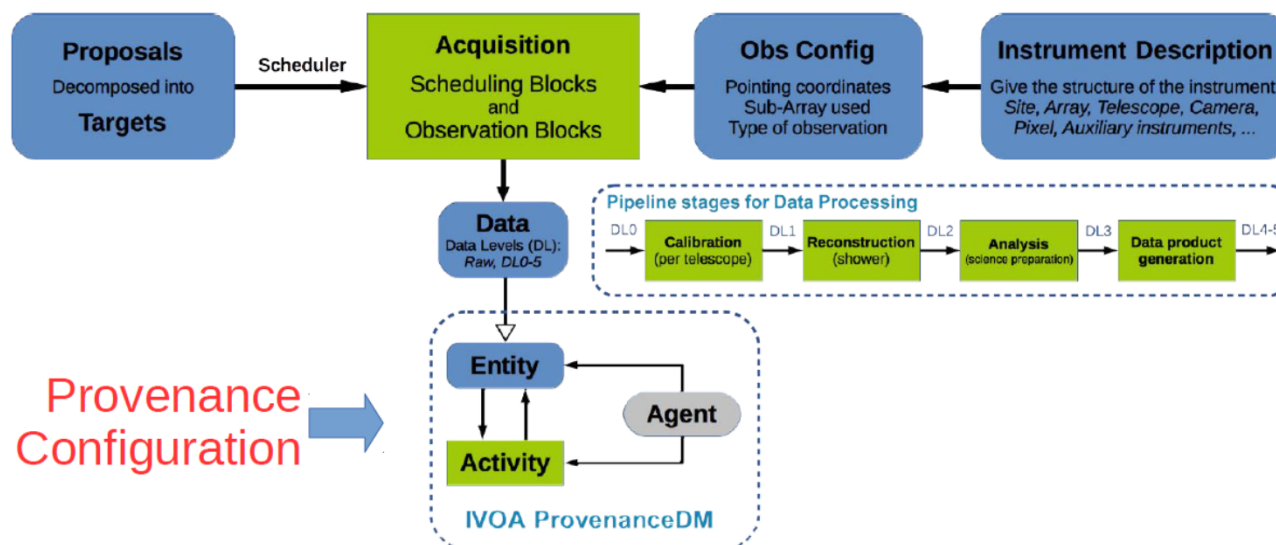 Proposals
Decomposed into
Targets
Scheduler
Acquisition
Scheduling Blocks
and
Observation Blocks
Obs Config
Pointing coordinates
Sub-Array used
Type of observation
Instrument Description
Give the structure of the instrument
Site, Array, Telescope, Camera,
Pixel, Auxiliary instruments, ...
Data
Data Levels (DL):
Raw, DL0-5
Pipeline stages for Data Processing
DL0
Calibration
(per telescope)
DL1
Reconstruction
(shower)
DL2
Analysis
(science preparation)
DL3
Data product
generation
DL4-5
Provenance
Configuration
Entity
Agent
Activity
IVOA ProvenanceDM